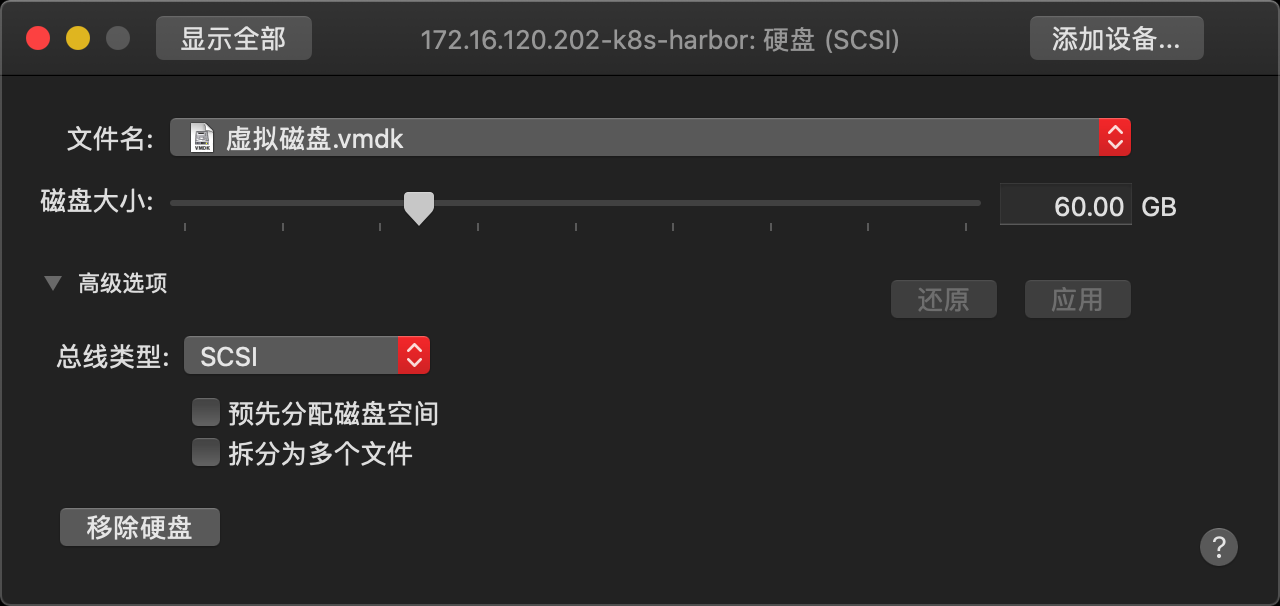 显示全部 172.16.120.202-k8s-harbor: 硬盘 (SCSI) 添加设备...
文件名: VMDK 虚拟磁盘.vmdk
磁盘大小: 60.00 GB
高级选项
还原 应用
总线类型: SCSI
预先分配磁盘空间
拆分为多个文件
移除硬盘
?